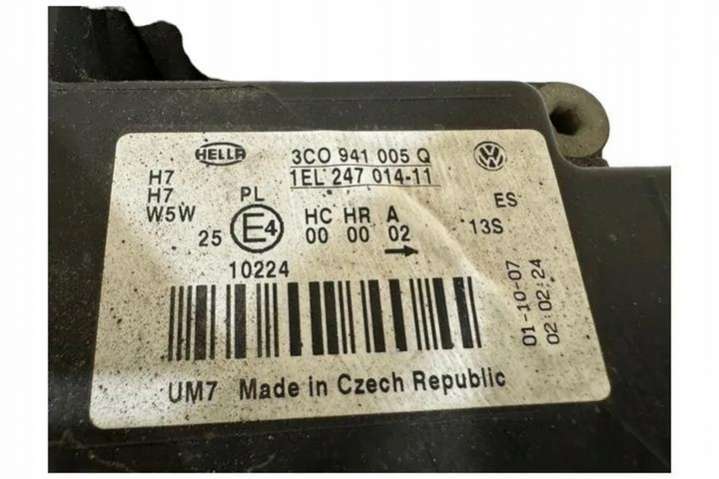 HELLA
3C0 941 005 Q
1EL 247 014-11
VW
H7
H7
W5W
PL
25
E4
HC HR A
00 00 02
ES
13S
10224
01-10-07
02:02:24
UM7 Made in Czech Republic